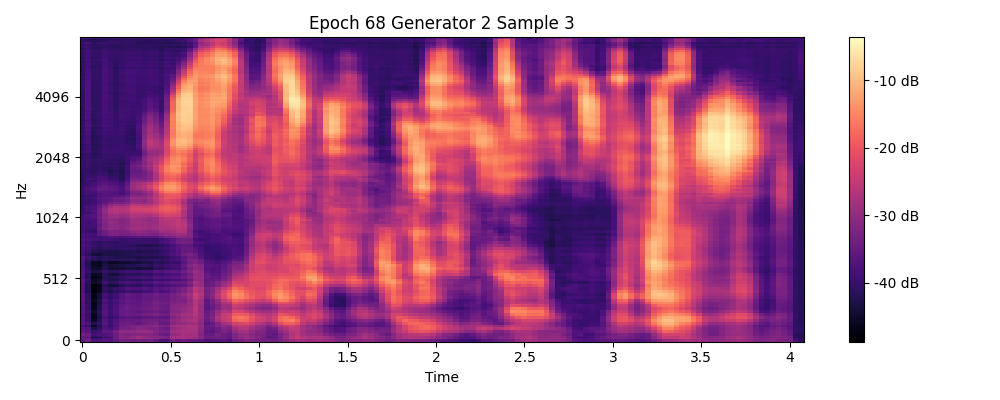 Epoch 68 Generator 2 Sample 3
Hz
4096
2048
1024
512
0
0 0.5 1 1.5 2 2.5 3 3.5 4
Time
-10 dB
-20 dB
-30 dB
-40 dB